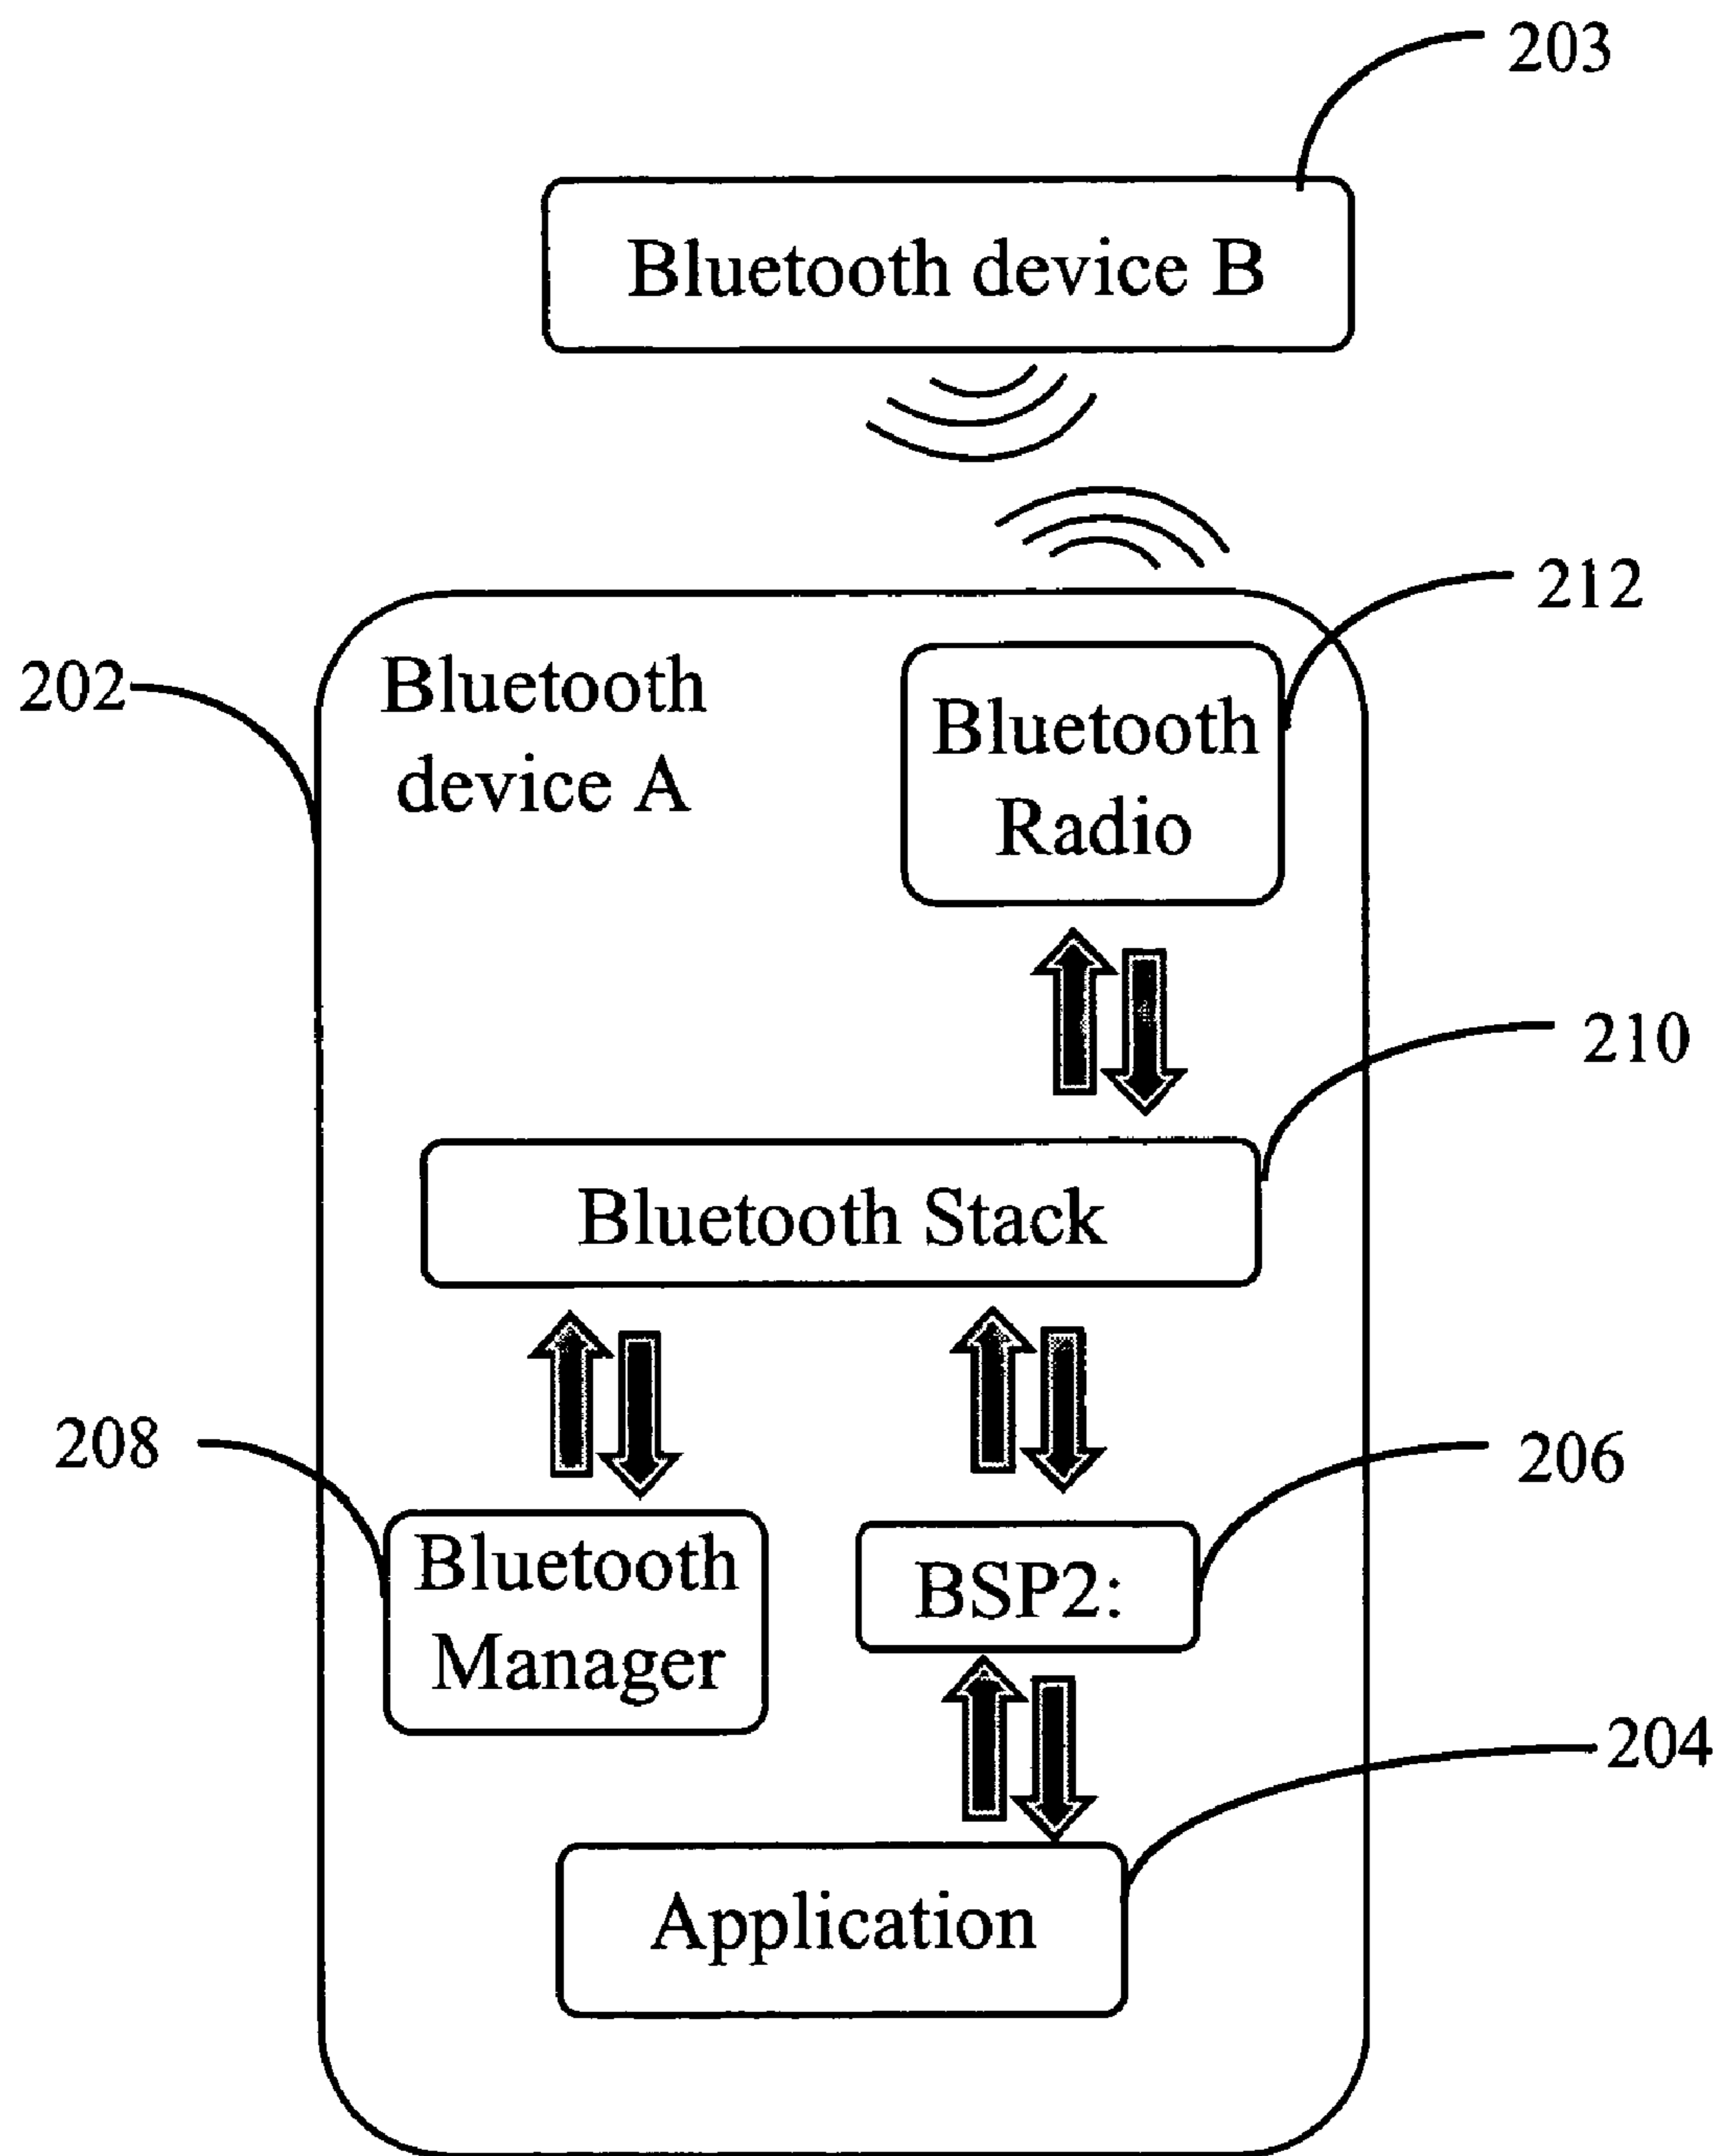 203
Bluetooth device B
212
202
Bluetooth
device A
Bluetooth
Radio
210
Bluetooth Stack
208
206
Bluetooth
Manager
BSP2:
204
Application